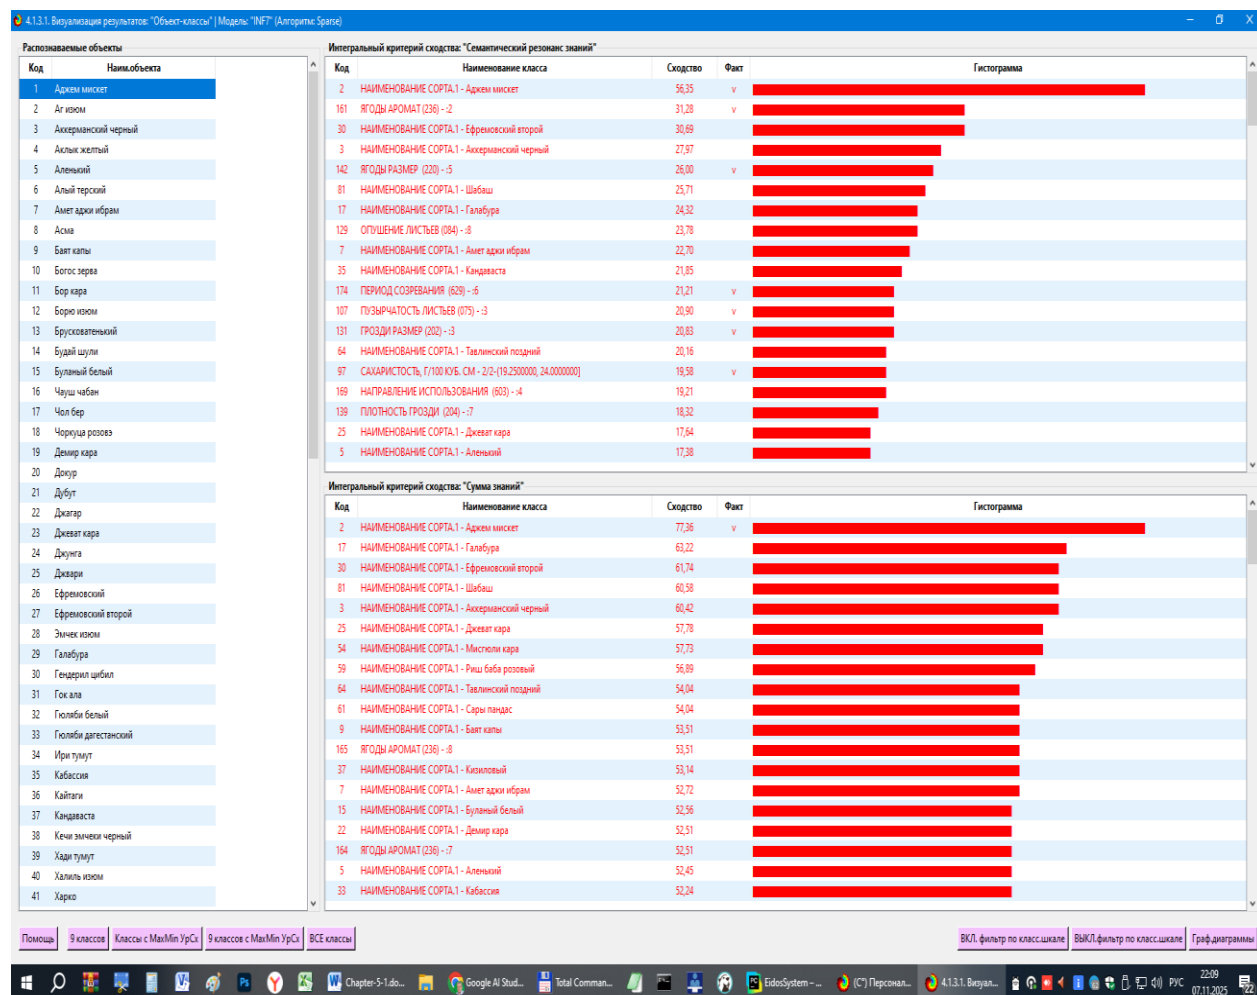 4.1.3.1. Визуализация результатов: "Объект-классы" | Модель: "INF7" (Алгоритм: Sparse)
Распознаваемые объекты
Код Наим.объекта
1 Аджем мискет
2 Аг изюм
3 Аккерманский черный
4 Аклык желтый
5 Аленький
6 Алый терский
7 Амет аджи ибрам
8 Асма
9 Баят капы
10 Богос зерва
11 Бор кара
12 Борю изюм
13 Брусковатенький
14 Будай шули
15 Буланый белый
16 Чауш чабан
17 Чол бер
18 Чоркуца розовэ
19 Демир кара
20 Докур
21 Дубут
22 Джагар
23 Джеват кара
24 Джунга
25 Джвари
26 Ефремовский
27 Ефремовский второй
28 Эмчек изюм
29 Галабура
30 Гендерил цибил
31 Гок ала
32 Гюляби белый
33 Гюляби дагестанский
34 Ири тумут
35 Кабассия
36 Кайтаги
37 Кандаваста
38 Кечи эмчеки черный
39 Хади тумут
40 Халиль изюм
41 Харко
Интегральный критерий сходства: "Семантический резонанс знаний"
Код Наименование класса Сходство Факт Гистограмма
2 НАИМЕНОВАНИЕ СОРТА.1 - Аджем мискет 56,35 v
161 ЯГОДЫ АРОМАТ (236) - :2 31,28 v
30 НАИМЕНОВАНИЕ СОРТА.1 - Ефремовский второй 30,69
3 НАИМЕНОВАНИЕ СОРТА.1 - Аккерманский черный 27,97
142 ЯГОДЫ РАЗМЕР (220) - :5 26,00 v
81 НАИМЕНОВАНИЕ СОРТА.1 - Шабаш 25,71
17 НАИМЕНОВАНИЕ СОРТА.1 - Галабура 24,32
129 ОПУШЕНИЕ ЛИСТЬЕВ (084) - :8 23,78
7 НАИМЕНОВАНИЕ СОРТА.1 - Амет аджи ибрам 22,70
35 НАИМЕНОВАНИЕ СОРТА.1 - Кандаваста 21,85
174 ПЕРИОД СОЗРЕВАНИЯ (629) - :6 21,21 v
107 ПУЗЫРЧАТОСТЬ ЛИСТЬЕВ (075) - :3 20,90 v
131 ГРОЗДИ РАЗМЕР (202) - :3 20,83 v
64 НАИМЕНОВАНИЕ СОРТА.1 - Тавлинский поздний 20,16
97 САХАРИСТОСТЬ, Г/100 КУБ. СМ - 2/2-(19.2500000, 24.0000000] 19,58 v
169 НАПРАВЛЕНИЕ ИСПОЛЬЗОВАНИЯ (603) - :4 19,21
139 ПЛОТНОСТЬ ГРОЗДИ (204) - :7 18,32
25 НАИМЕНОВАНИЕ СОРТА.1 - Джеват кара 17,64
5 НАИМЕНОВАНИЕ СОРТА.1 - Аленький 17,38
Интегральный критерий сходства: "Сумма знаний"
Код Наименование класса Сходство Факт Гистограмма
2 НАИМЕНОВАНИЕ СОРТА.1 - Аджем мискет 77,36 v
17 НАИМЕНОВАНИЕ СОРТА.1 - Галабура 63,22
30 НАИМЕНОВАНИЕ СОРТА.1 - Ефремовский второй 61,74
81 НАИМЕНОВАНИЕ СОРТА.1 - Шабаш 60,58
3 НАИМЕНОВАНИЕ СОРТА.1 - Аккерманский черный 60,42
25 НАИМЕНОВАНИЕ СОРТА.1 - Джеват кара 57,78
54 НАИМЕНОВАНИЕ СОРТА.1 - Мисгюли кара 57,73
59 НАИМЕНОВАНИЕ СОРТА.1 - Риш баба розовый 56,89
64 НАИМЕНОВАНИЕ СОРТА.1 - Тавлинский поздний 54,04
61 НАИМЕНОВАНИЕ СОРТА.1 - Сары пандас 54,04
9 НАИМЕНОВАНИЕ СОРТА.1 - Баят капы 53,51
165 ЯГОДЫ АРОМАТ (236) - :8 53,51
37 НАИМЕНОВАНИЕ СОРТА.1 - Кизиловый 53,14
7 НАИМЕНОВАНИЕ СОРТА.1 - Амет аджи ибрам 52,72
15 НАИМЕНОВАНИЕ СОРТА.1 - Буланый белый 52,56
22 НАИМЕНОВАНИЕ СОРТА.1 - Демир кара 52,51
164 ЯГОДЫ АРОМАТ (236) - :7 52,51
5 НАИМЕНОВАНИЕ СОРТА.1 - Аленький 52,45
33 НАИМЕНОВАНИЕ СОРТА.1 - Кабассия 52,24
Помощь 9 классов Классы с MaxMin УрСх 9 классов с MaxMin УрСх ВСЕ классы ВКЛ. фильтр по класс.шкале ВЫКЛ.фильтр по класс.шкале Граф.диаграммы
Chapter-5-1.do... Google AI Stud... Total Comman... EidosSystem – ... (C°) Персонал... 4.1.3.1. Визуал... РУС 22:09
07.11.2025